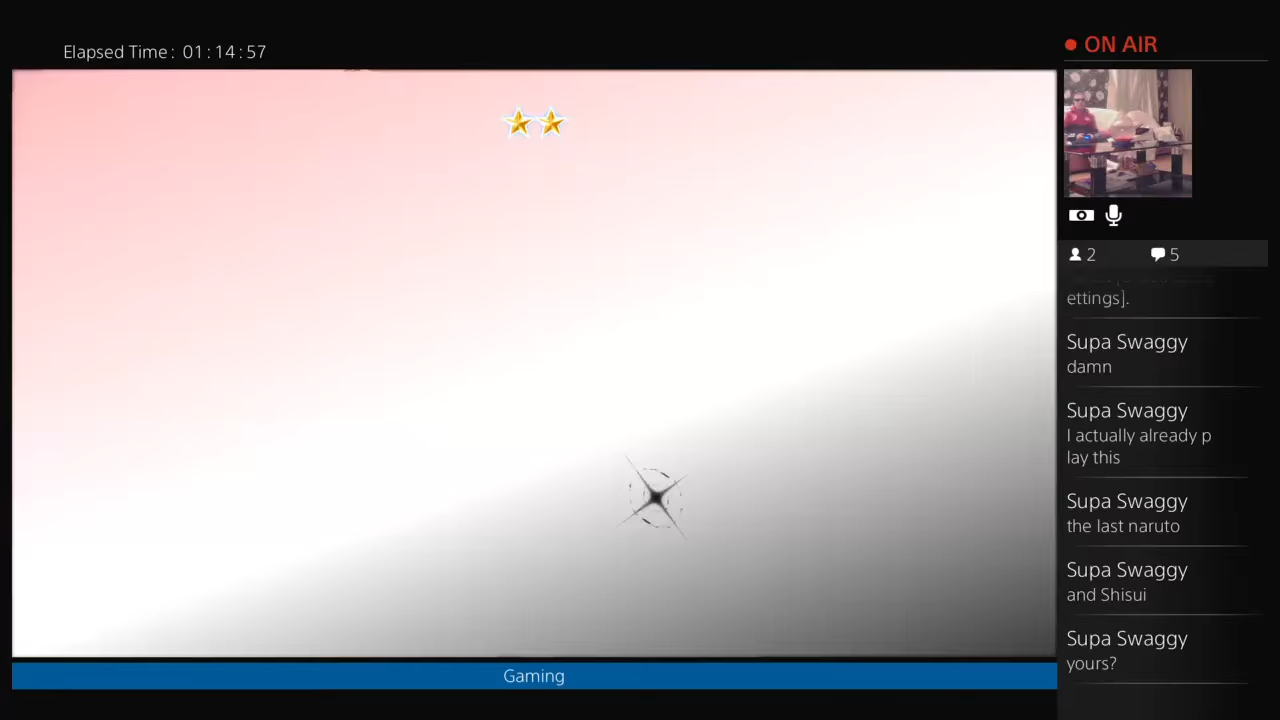 Elapsed Time: 01:14:57
ON AIR
2
5
ettings].
Supa Swaggy
damn
Supa Swaggy
I actually already p
lay this
Supa Swaggy
the last naruto
Supa Swaggy
and Shisui
Supa Swaggy
yours?
Gaming